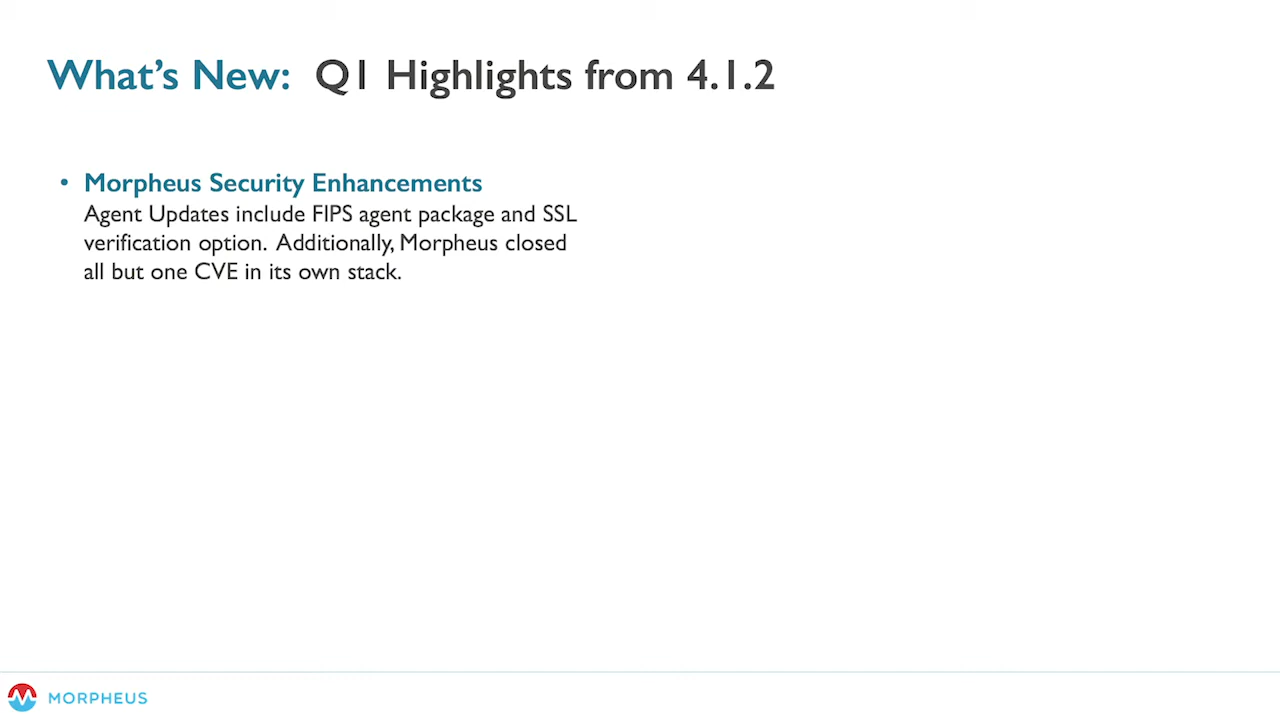 What's New: Q1 Highlights from 4.1.2
• Morpheus Security Enhancements
Agent Updates include FIPS agent package and SSL
verification option. Additionally, Morpheus closed
all but one CVE in its own stack.
MORPHEUS